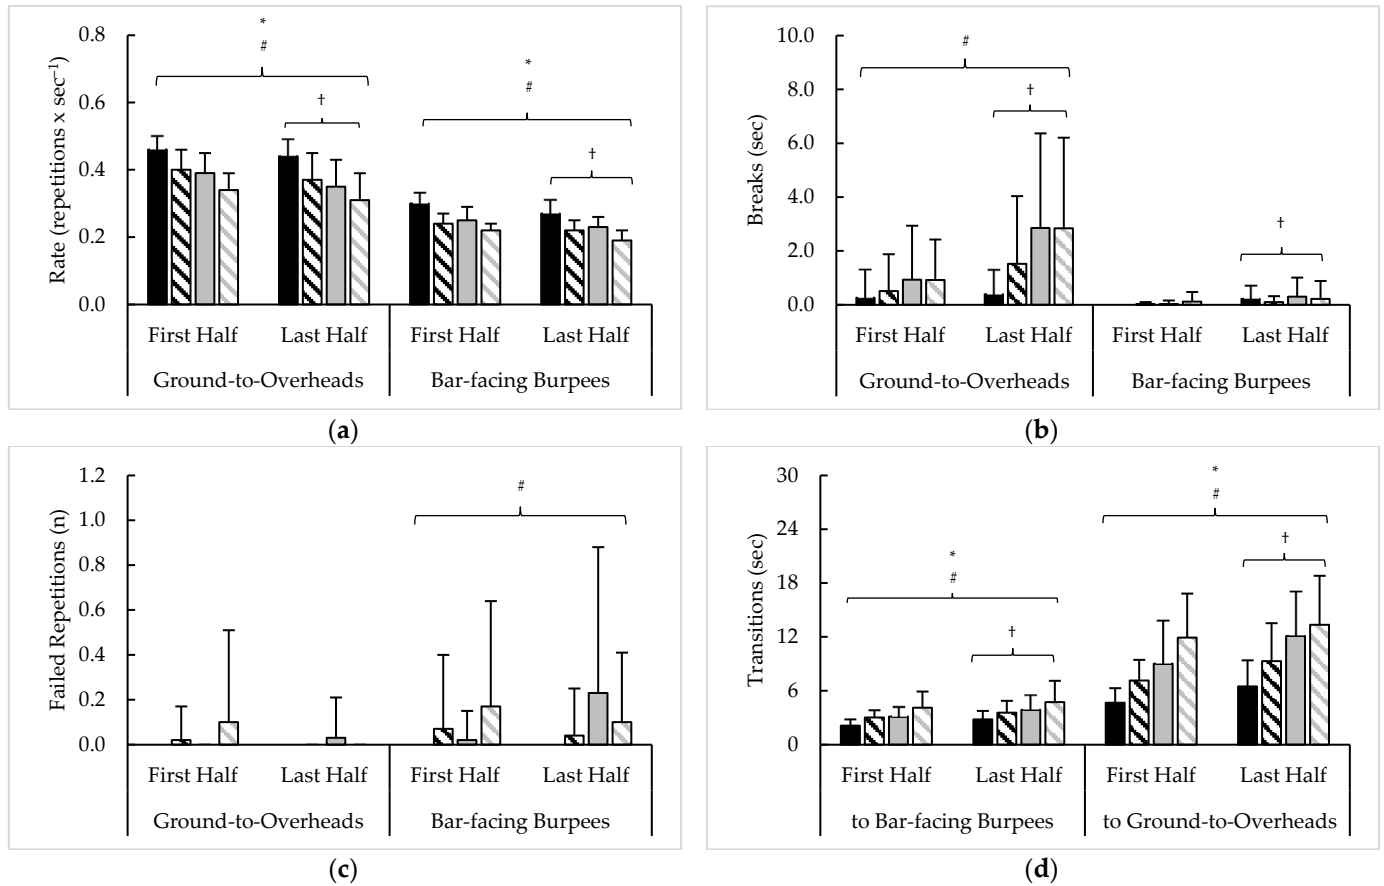 *
#
†
*
#
†
0.8
0.6
0.4
0.2
0.0
Rate (repetitions x sec⁻¹)
First Half Last Half First Half Last Half
Ground-to-Overheads Bar-facing Burpees
(a)
#
†
†
10.0
8.0
6.0
4.0
2.0
0.0
Breaks (sec)
First Half Last Half First Half Last Half
Ground-to-Overheads Bar-facing Burpees
(b)
#
1.2
1.0
0.8
0.6
0.4
0.2
0.0
Failed Repetitions (n)
First Half Last Half First Half Last Half
Ground-to-Overheads Bar-facing Burpees
(c)
*
#
†
*
#
†
30
24
18
12
6
0
Transitions (sec)
First Half Last Half First Half Last Half
to Bar-facing Burpees to Ground-to-Overheads
(d)